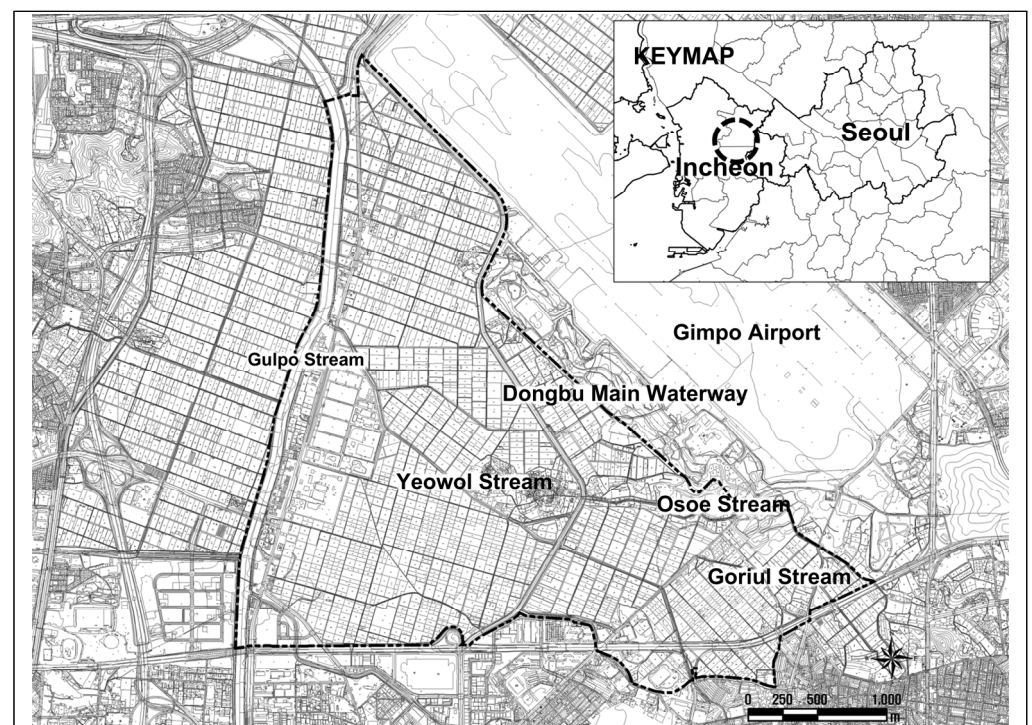 KEYMAP
Seoul
Incheon
Gimpo Airport
Gulpo Stream
Dongbu Main Waterway
Yeowol Stream
Osoe Stream
Goriul Stream
0 250 500 1.000
m